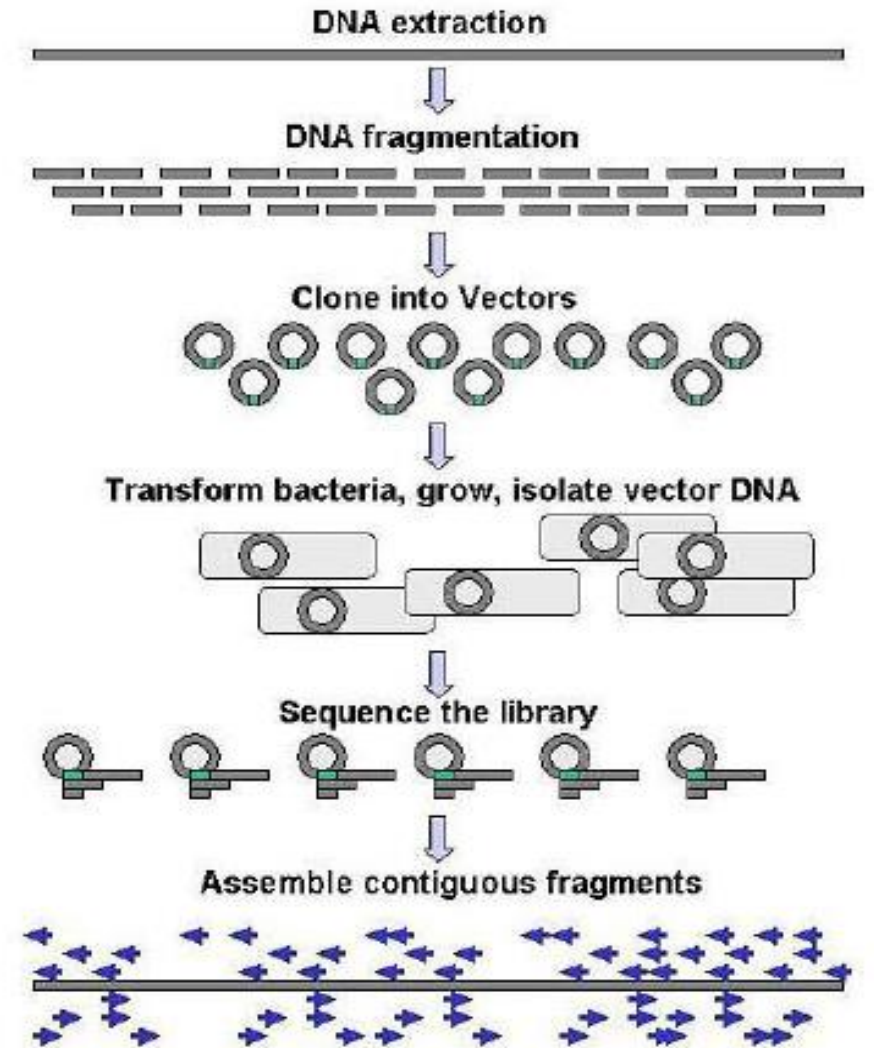 DNA extraction
DNA fragmentation
Clone into Vectors
Transform bacteria, grow, isolate vector DNA
Sequence the library
Assemble contiguous fragments